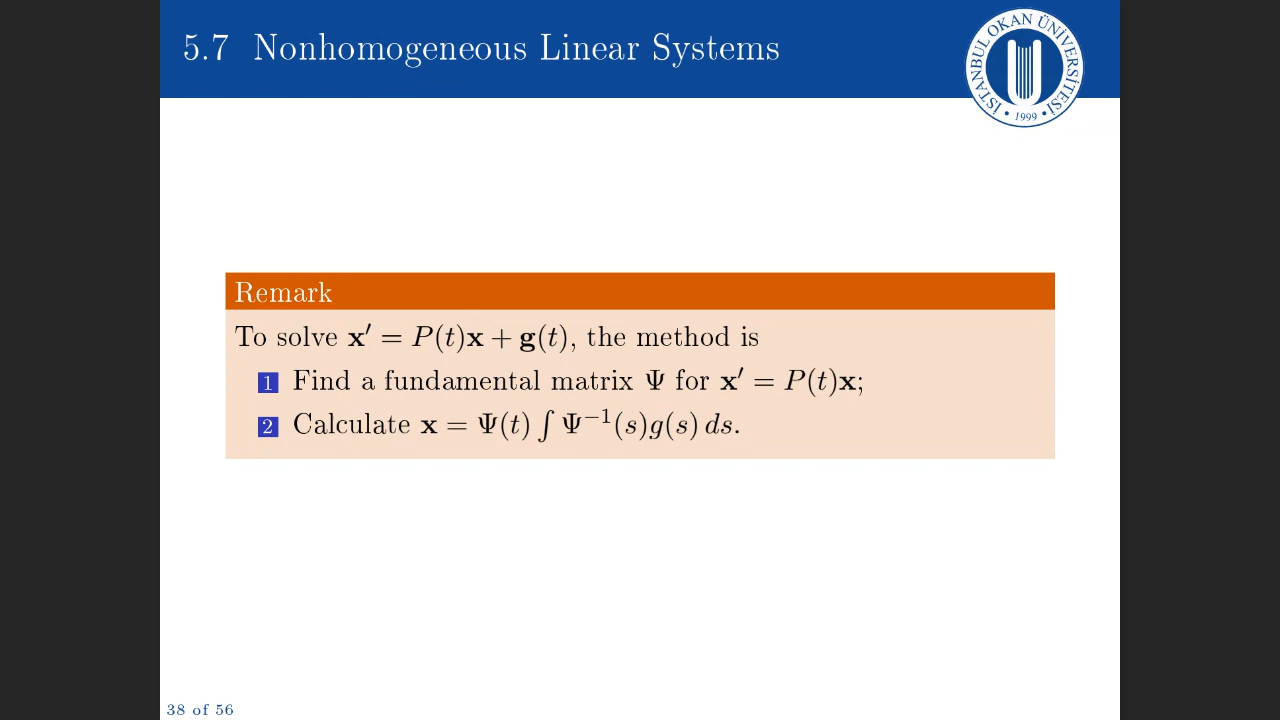 5.7 Nonhomogeneous Linear Systems
İSTANBUL OKAN ÜNİVERSİTESİ
• 1999 •
Remark
To solve x′ = P(t)x + g(t), the method is
1 Find a fundamental matrix Ψ for x′ = P(t)x;
2 Calculate x = Ψ(t) ∫ Ψ⁻¹(s)g(s) ds.
38 of 56